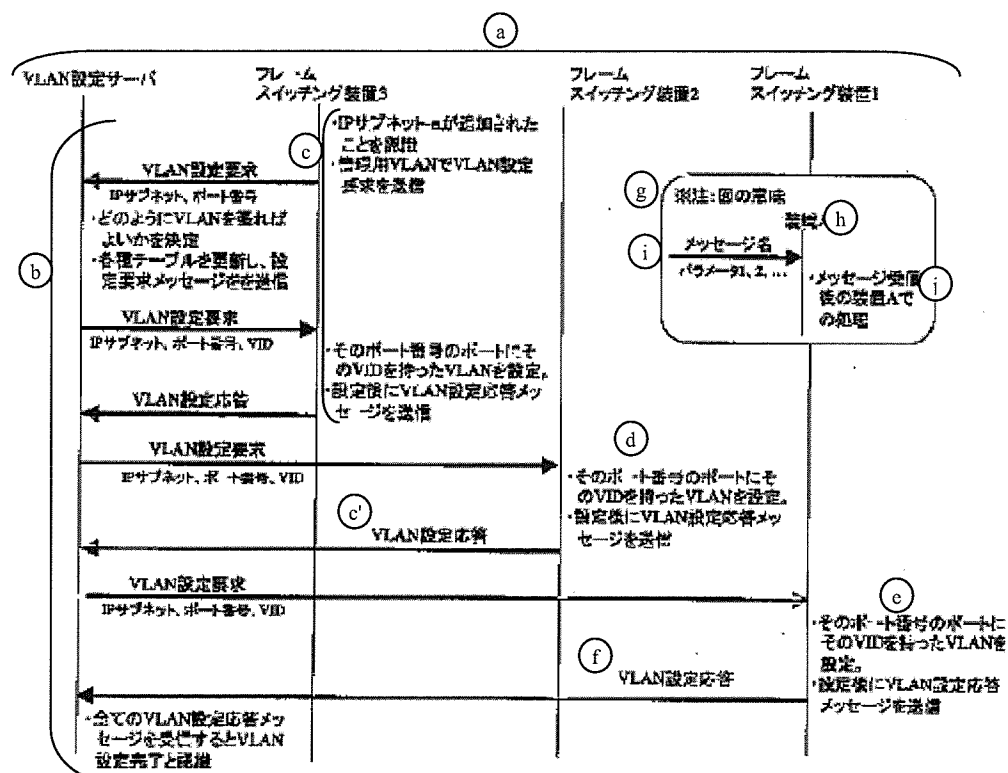 a
VLAN設定サーバ
フレーム
スイッチング装置3
フレーム
スイッチング装置2
フレーム
スイッチング装置1
b
c
・IPサブネット-αが追加された
ことを認識
・管理用VLANでVLAN設定
要求を送信
VLAN設定要求
IPサブネット、ポート番号
・どのようにVLANを張れば
よいかを決定
・各種テーブルを更新し、設
定要求メッセージをを送信
g
※注:図の意味
h
装置A
i
メッセージ名
パラメータ1、2、...
j
・メッセージ受信
後の装置Aで
の処理
VLAN設定要求
IPサブネット、ポート番号、VID
・そのポート番号のポートにそ
のVIDを持ったVLANを設定。
・設定後にVLAN設定応答メッ
セージを送信
VLAN設定応答
VLAN設定要求
IPサブネット、ポート番号、VID
d
・そのポート番号のポートにそ
のVIDを持ったVLANを設定。
・設定後にVLAN設定応答メッ
セージを送信
c'
VLAN設定応答
VLAN設定要求
IPサブネット、ポート番号、VID
e
・そのポート番号のポートに
そのVIDを持ったVLANを
設定。
・設定後にVLAN設定応答
メッセージを送信
f
VLAN設定応答
・全てのVLAN設定応答メッ
セージを受信するとVLAN
設定完了と認識